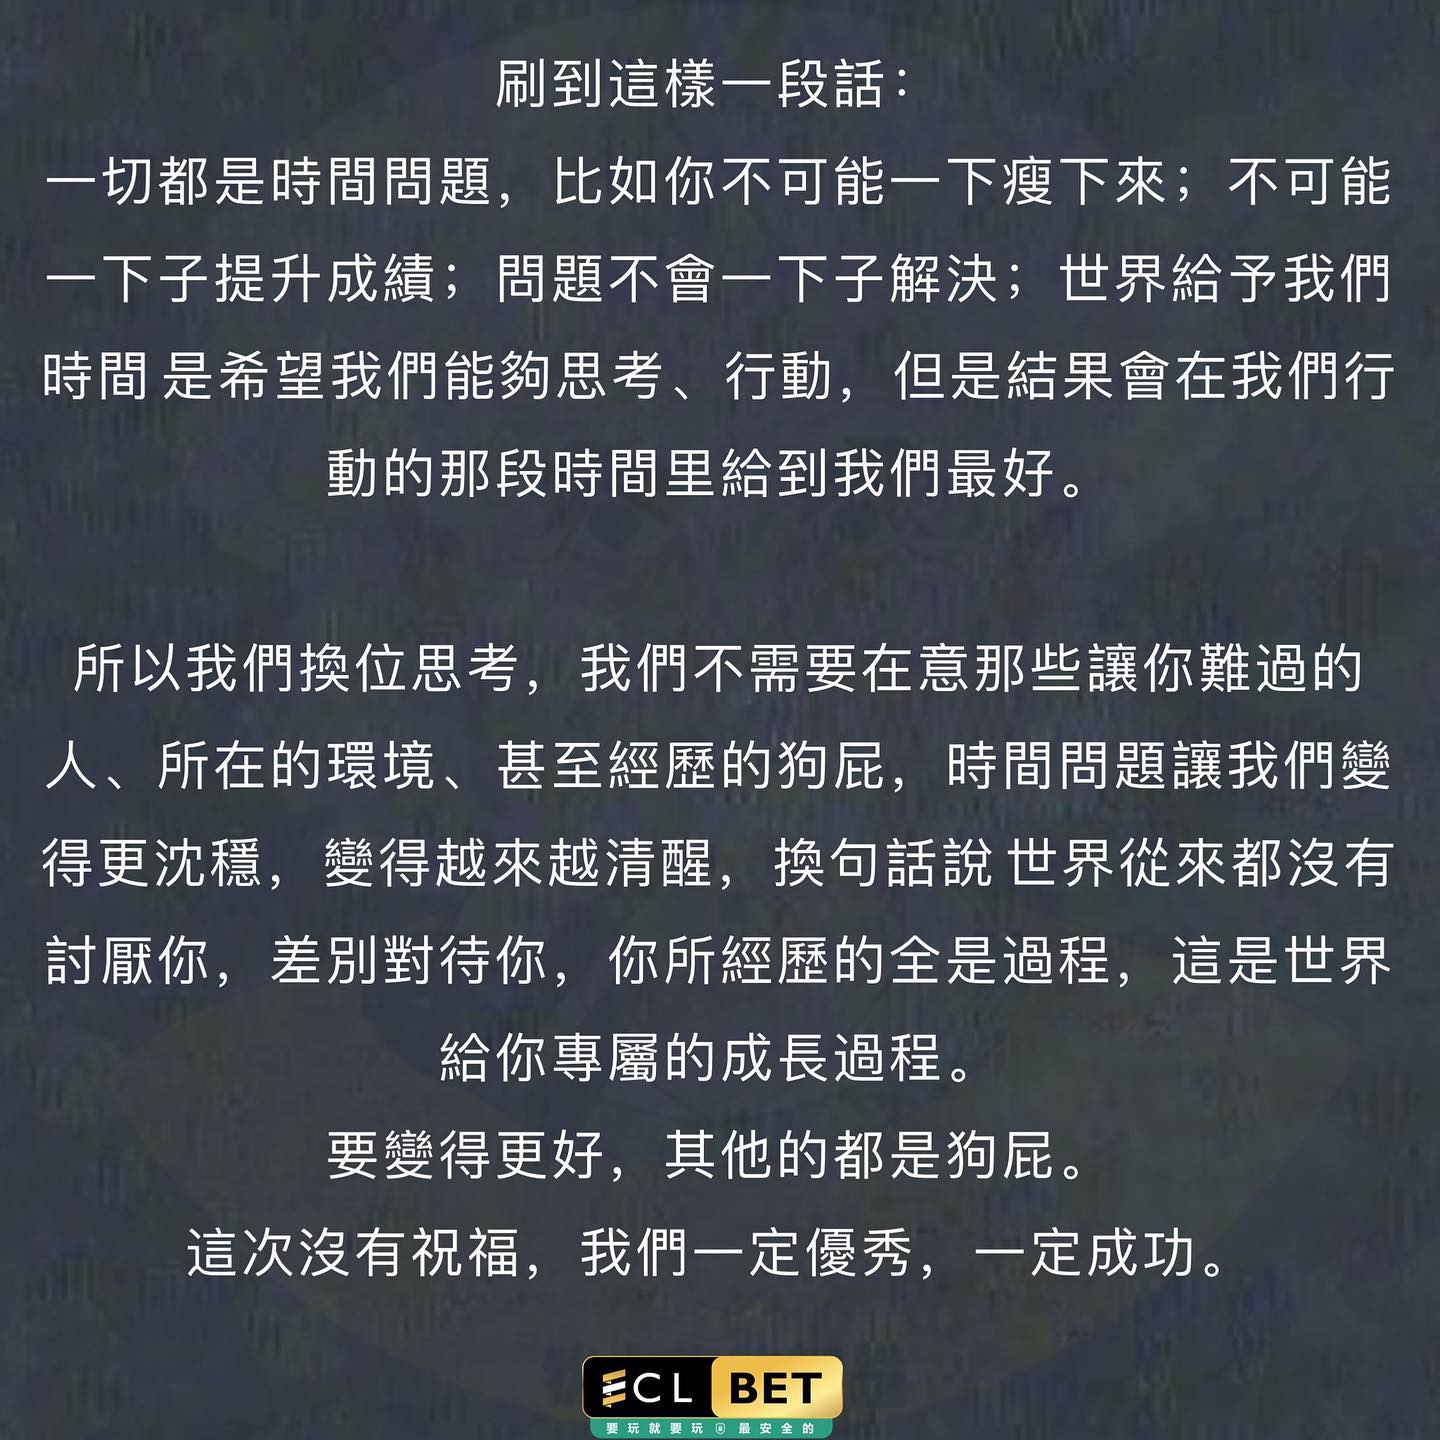 刷到這樣一段話：
一切都是時間問題，比如你不可能一下瘦下來；不可能
一下子提升成績；問題不會一下子解決；世界給予我們
時間 是希望我們能夠思考、行動，但是結果會在我們行
動的那段時間里給到我們最好。
所以我們換位思考，我們不需要在意那些讓你難過的
人、所在的環境、甚至經歷的狗屁，時間問題讓我們變
得更沈穩，變得越來越清醒，換句話說 世界從來都沒有
討厭你，差別對待你，你所經歷的全是過程，這是世界
給你專屬的成長過程。
要變得更好，其他的都是狗屁。
這次沒有祝福，我們一定優秀，一定成功。
ECL BET
要玩就要玩 最安全的